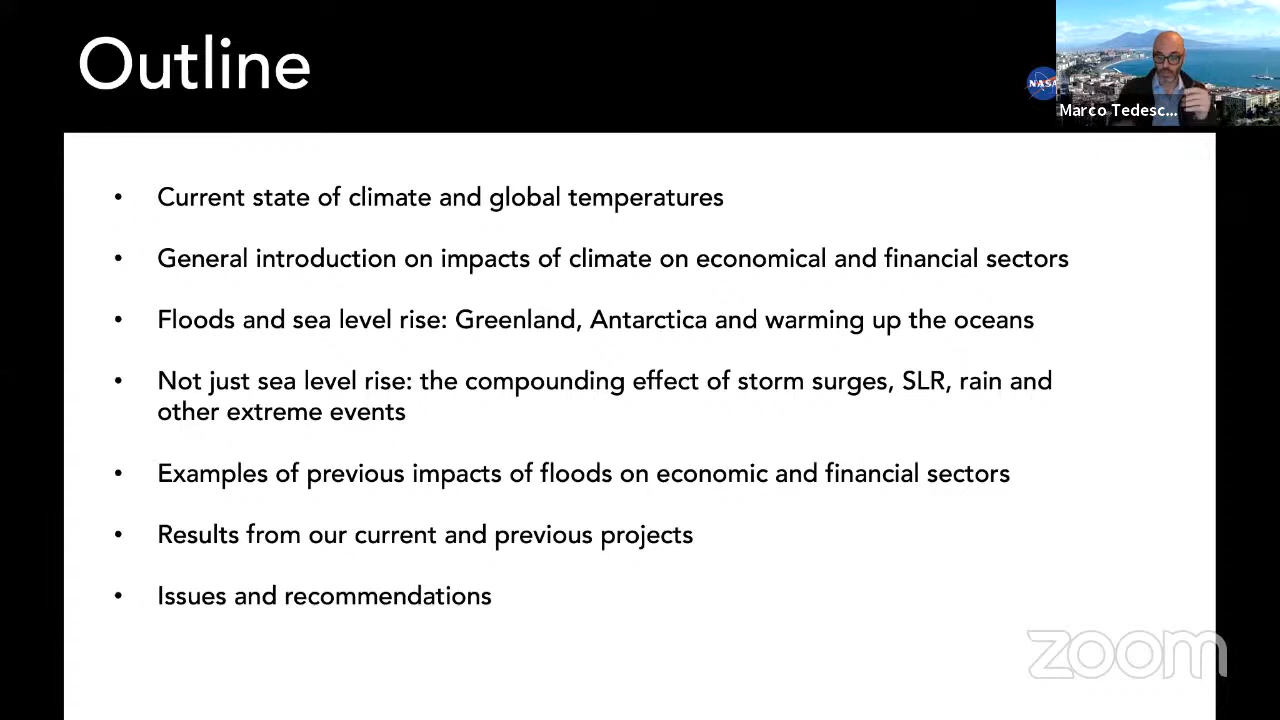 Outline
NASA
Marco Tedesc...
• Current state of climate and global temperatures
• General introduction on impacts of climate on economical and financial sectors
• Floods and sea level rise: Greenland, Antarctica and warming up the oceans
• Not just sea level rise: the compounding effect of storm surges, SLR, rain and
other extreme events
• Examples of previous impacts of floods on economic and financial sectors
• Results from our current and previous projects
• Issues and recommendations
zoom